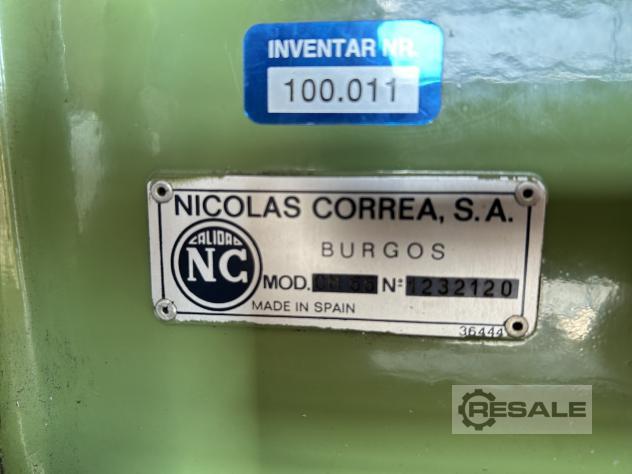 INVENTAR NR.
100.011
NICOLAS CORREA, S.A.
BURGOS
CALIDAD
NC
MOD. Nº 1232120
MADE IN SPAIN
36444
RESALE